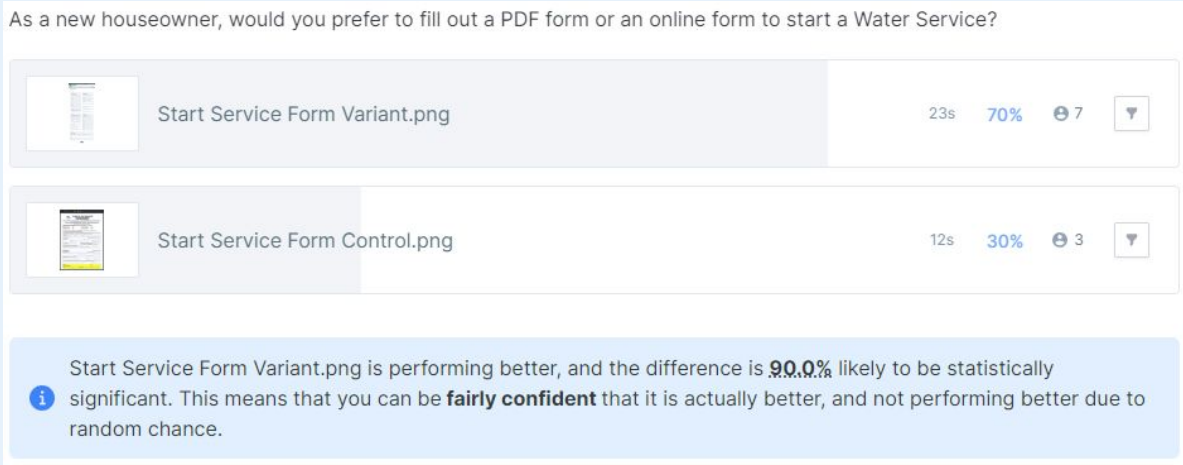 As a new houseowner, would you prefer to fill out a PDF form or an online form to start a Water Service?
Start Service Form Variant.png 23s 70% 7
Start Service Form Control.png 12s 30% 3
Start Service Form Variant.png is performing better, and the difference is 90.0% likely to be statistically
significant. This means that you can be fairly confident that it is actually better, and not performing better due to
random chance.